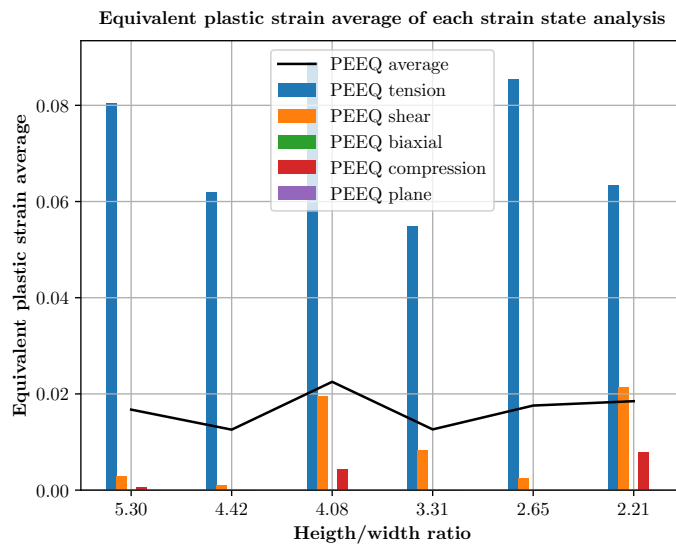 Equivalent plastic strain average of each strain state analysis
PEEQ average
PEEQ tension
PEEQ shear
PEEQ biaxial
PEEQ compression
PEEQ plane
Equivalent plastic strain average
0.08
0.06
0.04
0.02
0.00
5.30 4.42 4.08 3.31 2.65 2.21
Heigth/width ratio